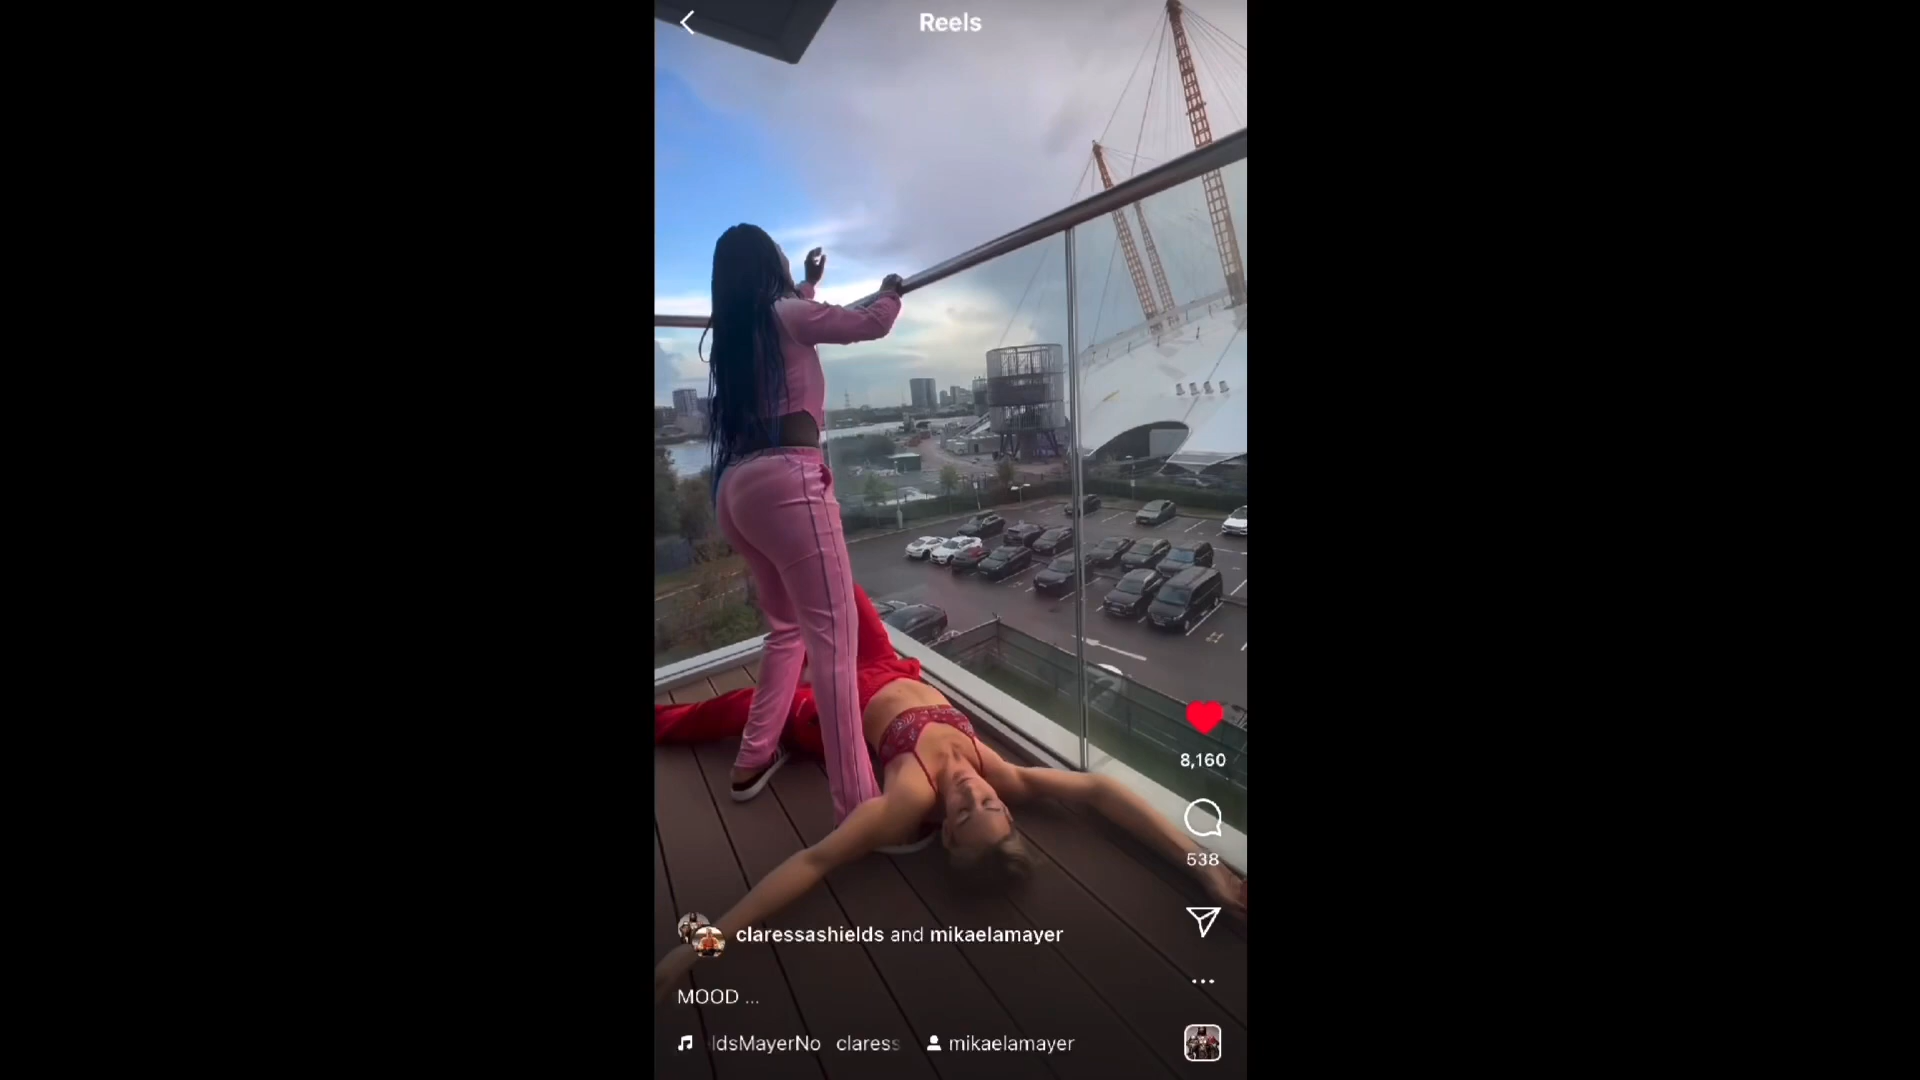 Reels
8,160
538
claressashields and mikaelamayer
MOOD ...
ldsMayerNo claress mikaelamayer